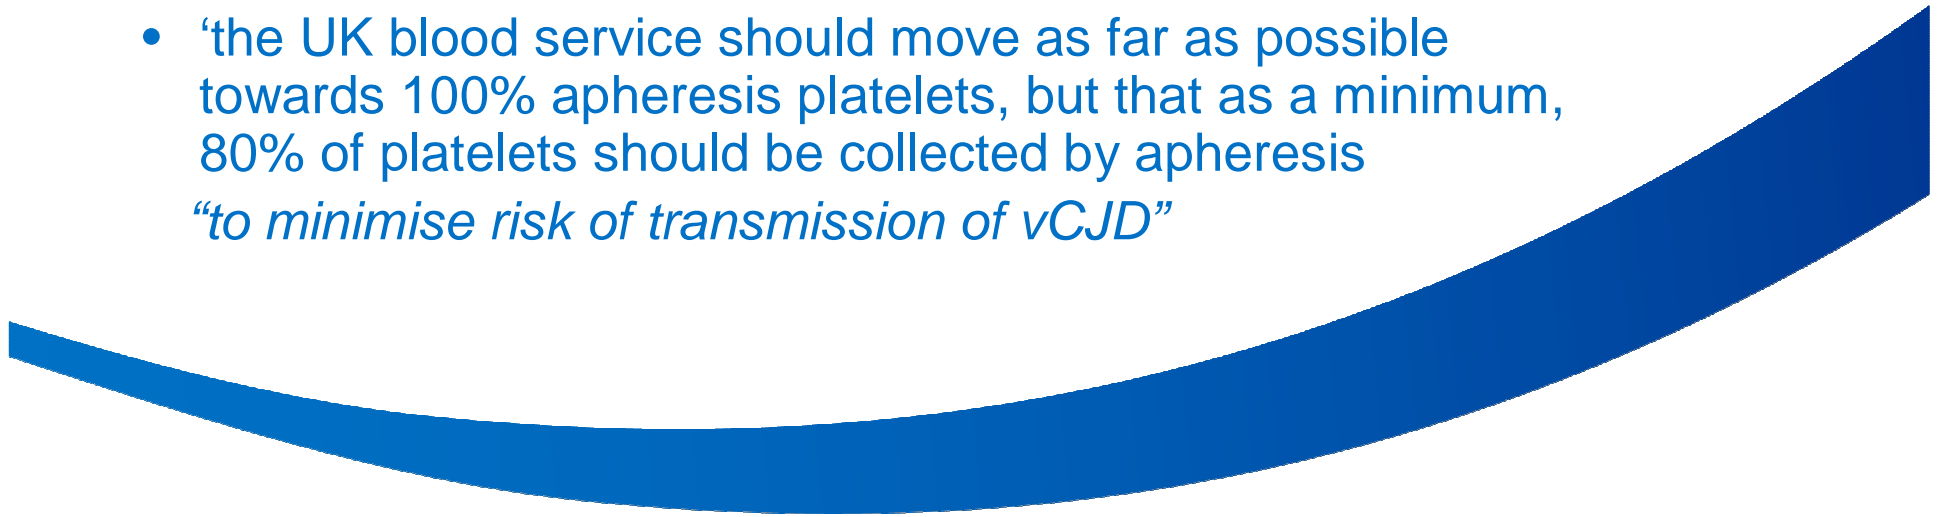 • ‘the UK blood service should move as far as possible
towards 100% apheresis platelets, but that as a minimum,
80% of platelets should be collected by apheresis
“to minimise risk of transmission of vCJD”